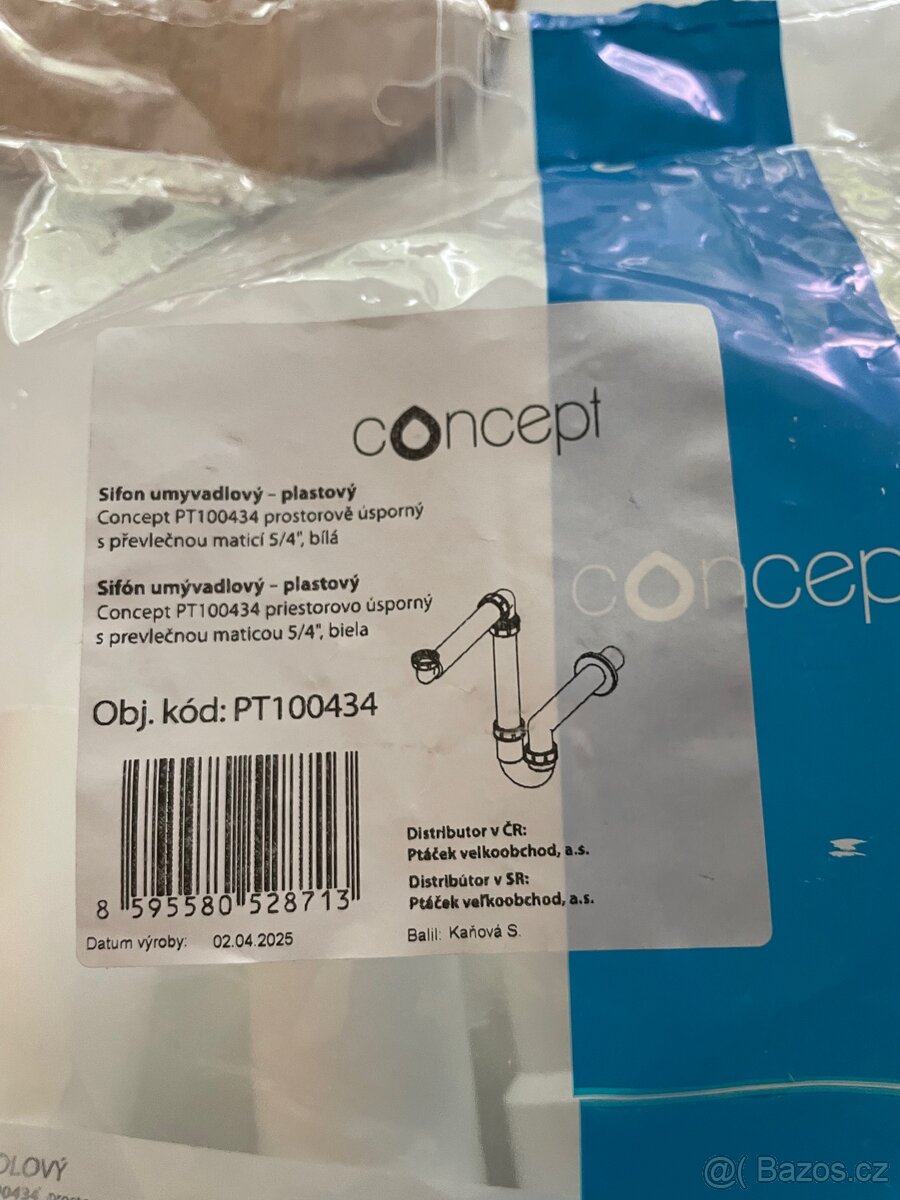 concept
Sifon umyvadlový – plastový
Concept PT100434 prostorově úsporný
s převlečnou maticí 5/4", bílá
Sifón umývadlový – plastový
Concept PT100434 priestorovo úsporný
s prevlečnou maticou 5/4", biela
concep
Obj. kód: PT100434
8 595580 528713
Datum výroby: 02.04.2025
Distributor v ČR:
Ptáček velkoobchod, a.s.
Distribútor v SR:
Ptáček veľkoobchod, a.s.
Balil: Kaňová S.
OLOVÝ
@( Bazos.cz